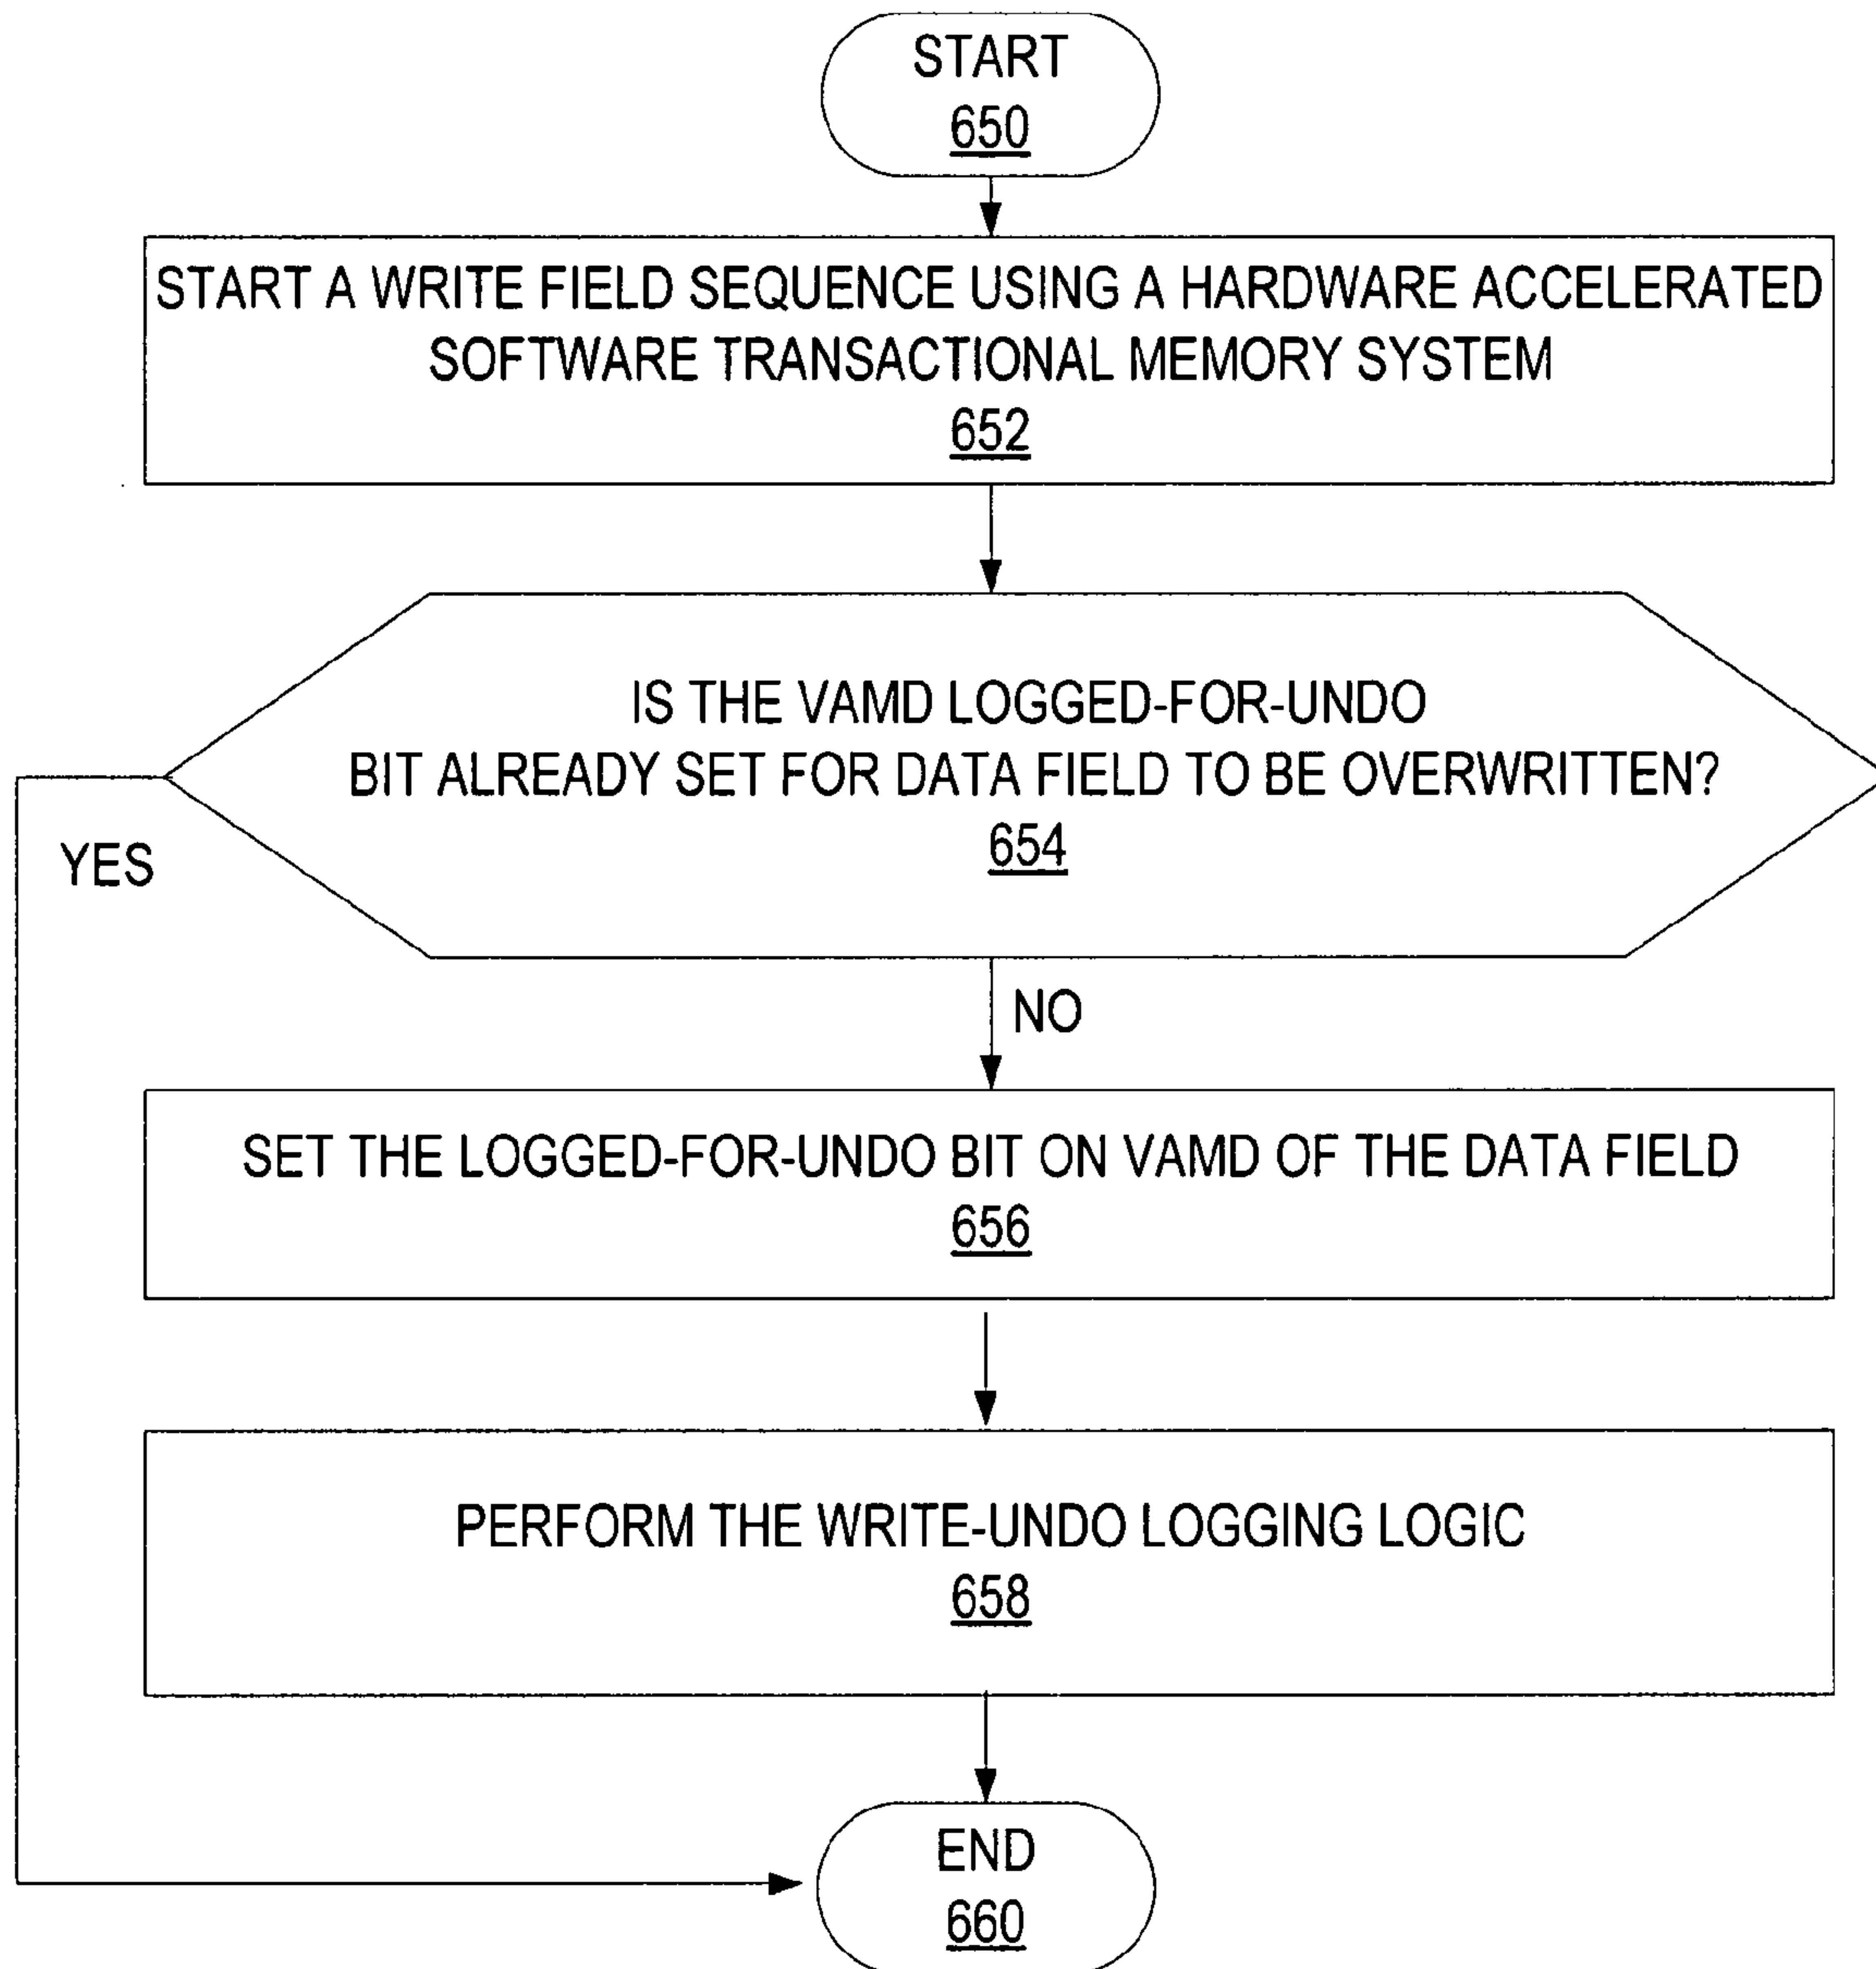 START
650
START A WRITE FIELD SEQUENCE USING A HARDWARE ACCELERATED
SOFTWARE TRANSACTIONAL MEMORY SYSTEM
652
IS THE VAMD LOGGED-FOR-UNDO
BIT ALREADY SET FOR DATA FIELD TO BE OVERWRITTEN?
654
YES
NO
SET THE LOGGED-FOR-UNDO BIT ON VAMD OF THE DATA FIELD
656
PERFORM THE WRITE-UNDO LOGGING LOGIC
658
END
660